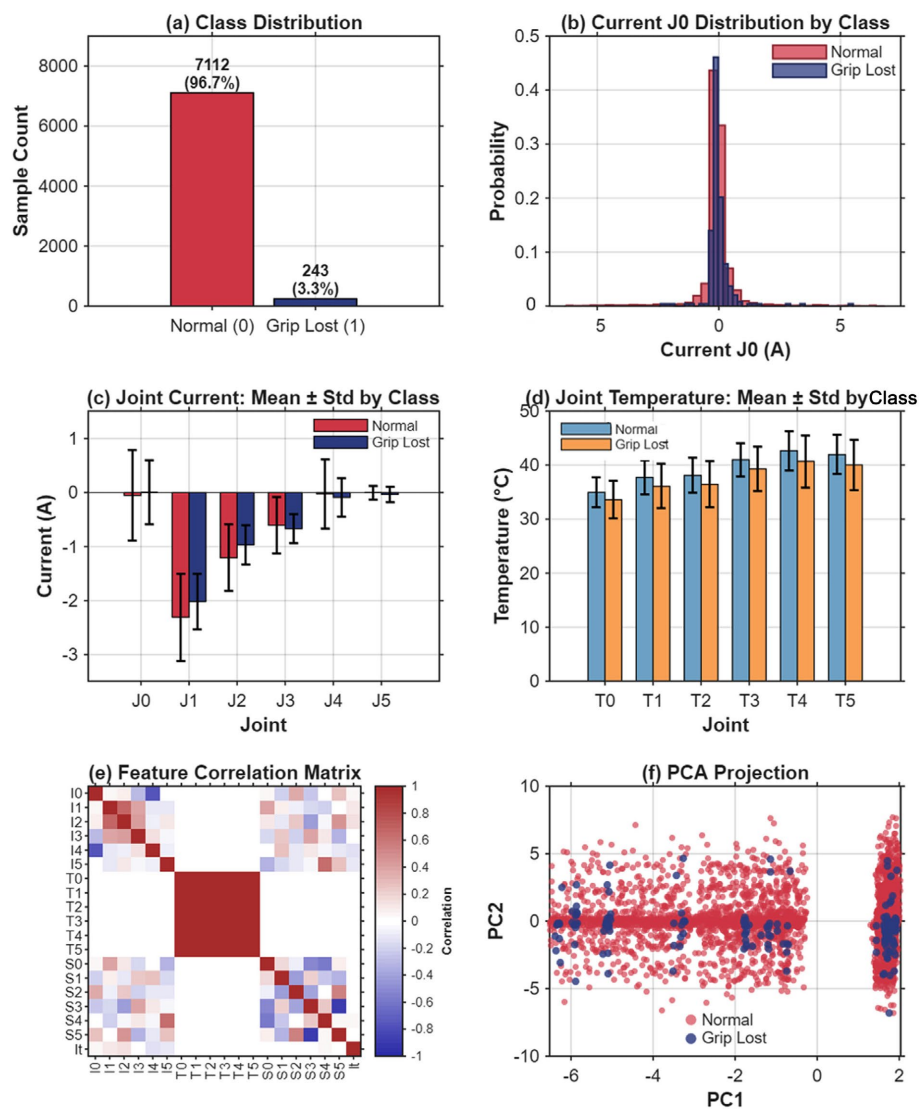 (a) Class Distribution
8000
6000
4000
2000
0
Sample Count
7112
(96.7%)
243
(3.3%)
Normal (0)
Grip Lost (1)
(b) Current J0 Distribution by Class
0.5
0.4
0.3
0.2
0.1
0
Probability
Normal
Grip Lost
5
0
5
Current J0 (A)
(c) Joint Current: Mean ± Std by Class
1
0
-1
-2
-3
Current (A)
Normal
Grip Lost
J0 J1 J2 J3 J4 J5
Joint
(d) Joint Temperature: Mean ± Std by Class
50
40
30
20
10
0
Temperature (°C)
Normal
Grip Lost
T0 T1 T2 T3 T4 T5
Joint
(e) Feature Correlation Matrix
I0
I1
I2
I3
I4
I5
T0
T1
T2
T3
T4
T5
S0
S1
S2
S3
S4
S5
It
I0 I1 I2 I3 I4 I5 T0 T1 T2 T3 T4 T5 S0 S1 S2 S3 S4 S5 It
1
0.8
0.6
0.4
0.2
0
-0.2
-0.4
-0.6
-0.8
-1
Correlation
(f) PCA Projection
10
5
0
-5
-10
PC2
Normal
Grip Lost
-6 -4 -2 0 2
PC1